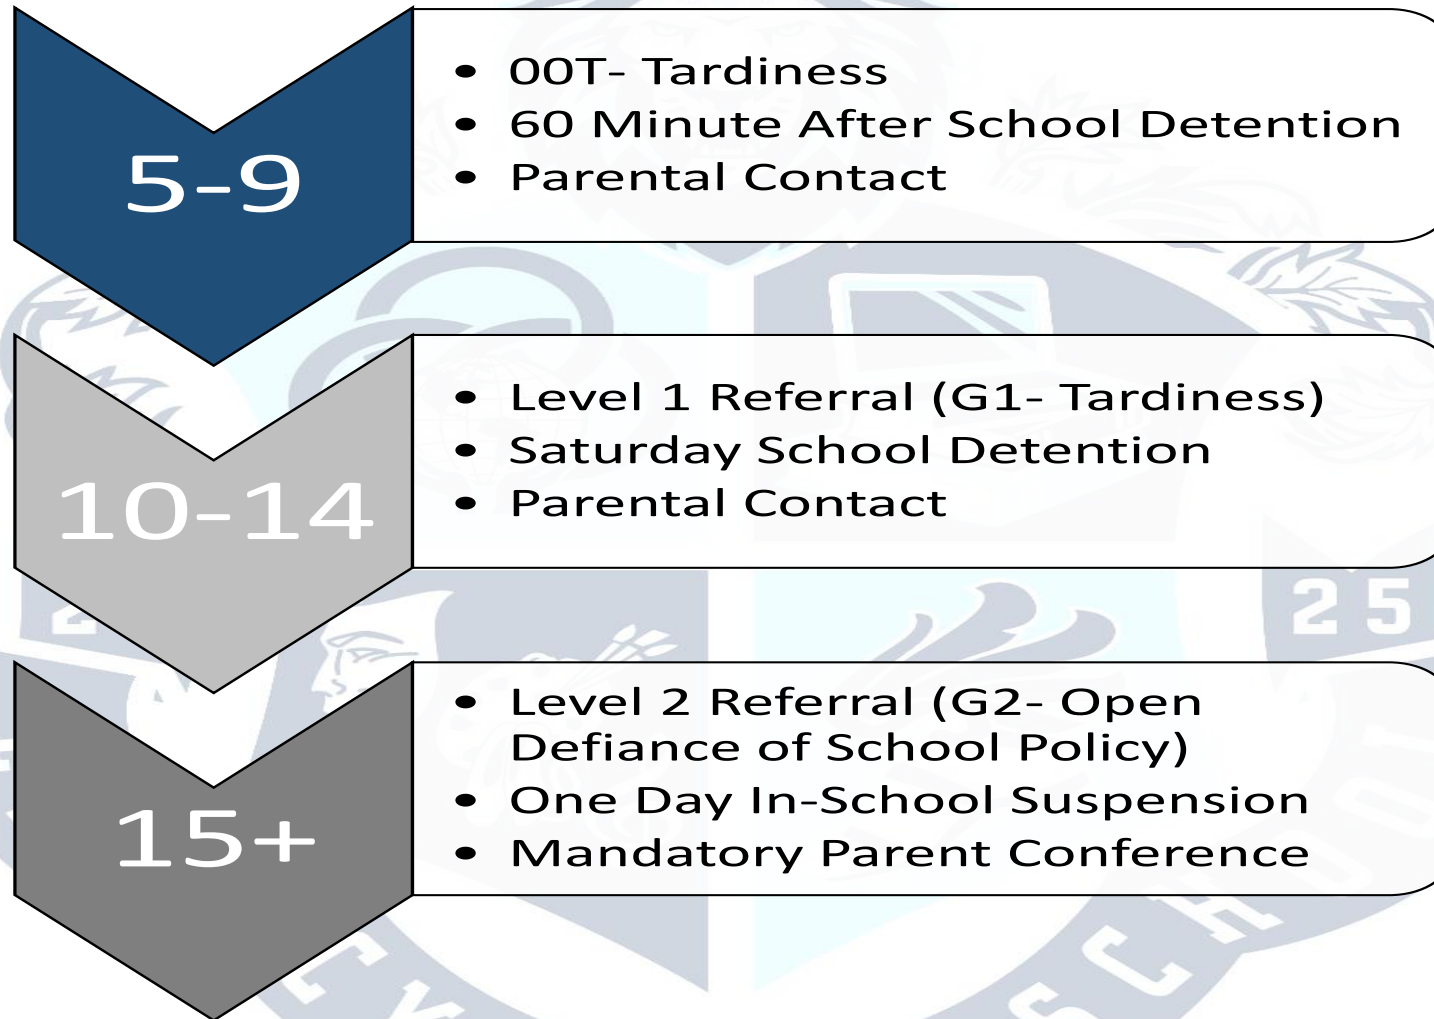 5-9
• 00T- Tardiness
• 60 Minute After School Detention
• Parental Contact
10-14
• Level 1 Referral (G1- Tardiness)
• Saturday School Detention
• Parental Contact
25
15+
• Level 2 Referral (G2- Open
Defiance of School Policy)
• One Day In-School Suspension
• Mandatory Parent Conference